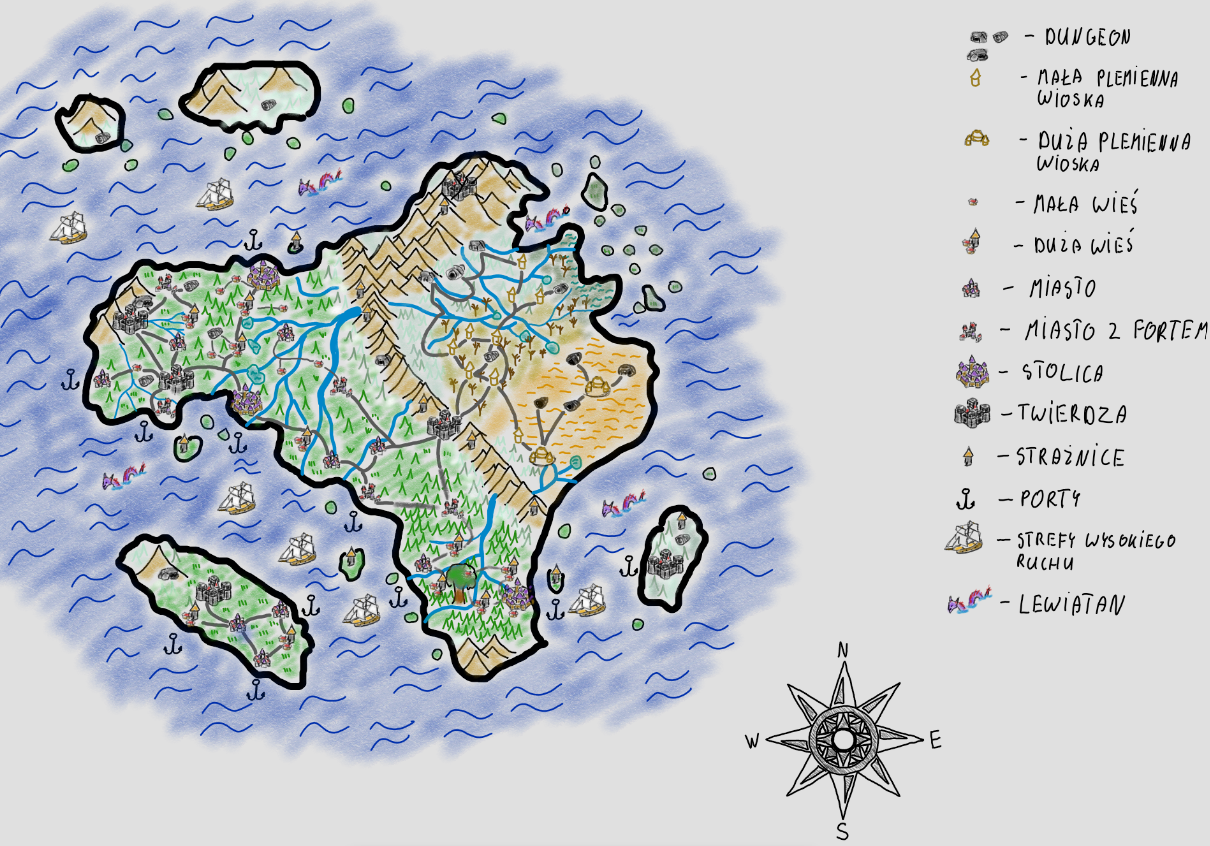 - DUNGEON
- MAŁA PLEMIENNA
WIOSKA
- DUŻA PLEMIENNA
WIOSKA
- MAŁA WIEŚ
- DUŻA WIEŚ
- MIASTO
- MIASTO Z FORTEM
- STOLICA
- TWIERDZA
- STRAŻNICE
- PORTY
- STREFY WYSOKIEGO
RUCHU
- LEWIATAN
N
W E
S